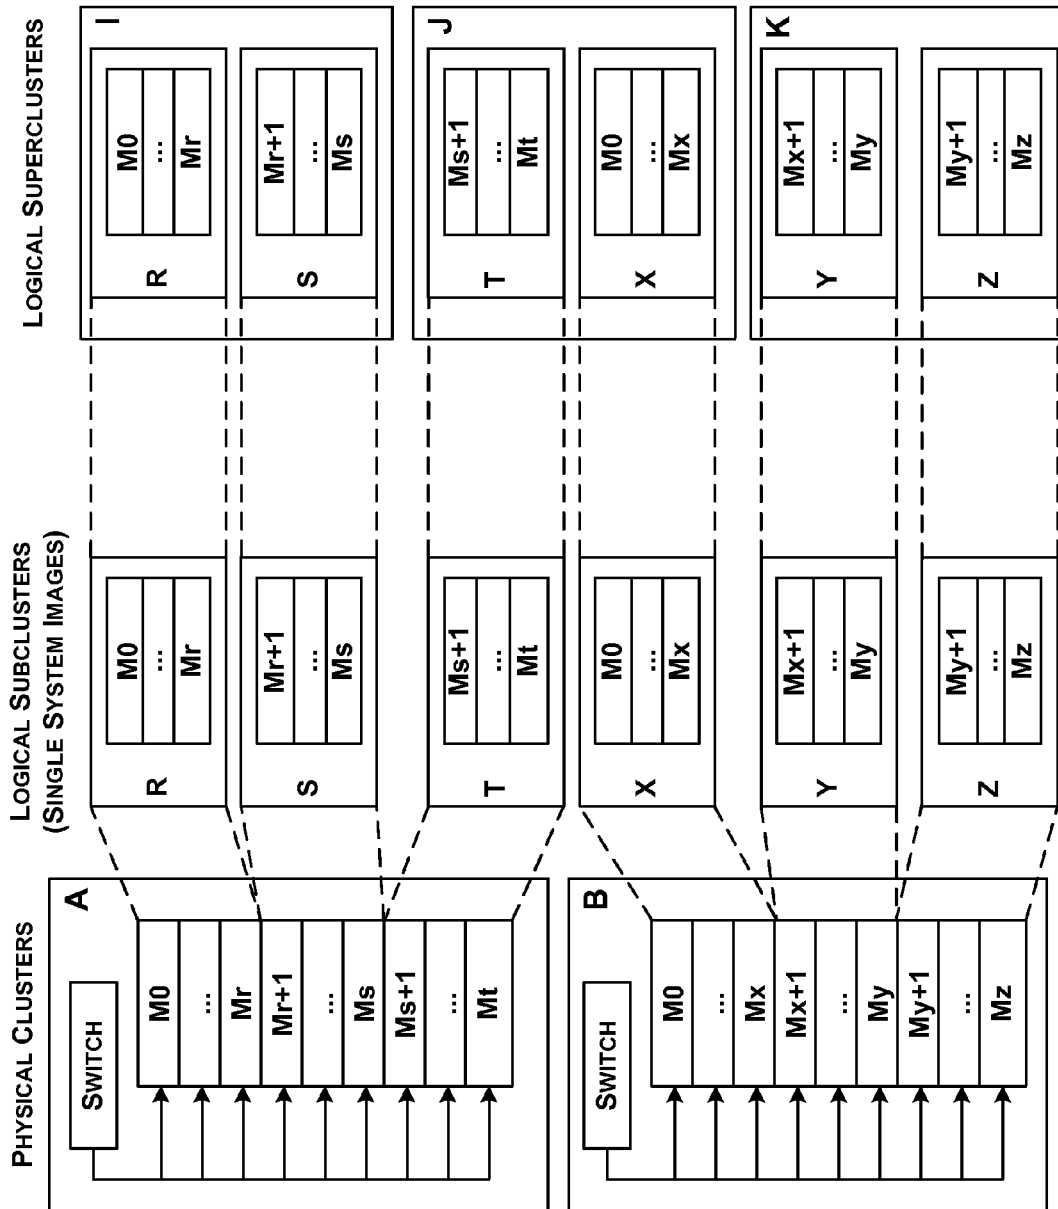 PHYSICAL CLUSTERS
A
SWITCH
M0
...
Mr
Mr+1
...
Ms
Ms+1
...
Mt
B
SWITCH
M0
...
Mx
Mx+1
...
My
My+1
...
Mz
LOGICAL SUBCLUSTERS
(SINGLE SYSTEM IMAGES)
R
M0
...
Mr
S
Mr+1
...
Ms
T
Ms+1
...
Mt
X
M0
...
Mx
Y
Mx+1
...
My
Z
My+1
...
Mz
LOGICAL SUPERCLUSTERS
I
R
M0
...
Mr
S
Mr+1
...
Ms
J
T
Ms+1
...
Mt
X
M0
...
Mx
K
Y
Mx+1
...
My
Z
My+1
...
Mz